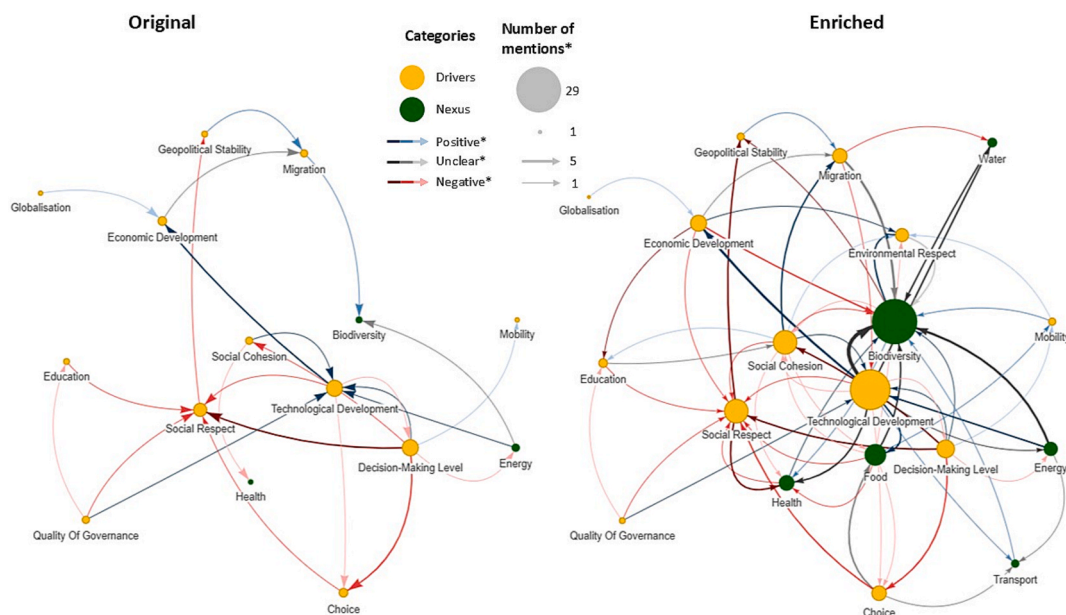 Original
Categories
Drivers
Nexus
Positive*
Unclear*
Negative*
Number of
mentions*
29
1
5
1
Enriched
Geopolitical Stability
Migration
Globalisation
Economic Development
Biodiversity
Mobility
Social Cohesion
Education
Technological Development
Social Respect
Decision-Making Level
Energy
Health
Quality Of Governance
Choice
Geopolitical Stability
Migration
Water
Globalisation
Economic Development
Environmental Respect
Biodiversity
Mobility
Social Cohesion
Education
Technological Development
Social Respect
Decision-Making Level
Food
Energy
Health
Quality Of Governance
Transport
Choice